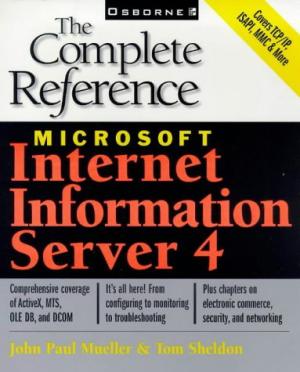 OSBORNE
The
Complete
Reference
Covers TCP/IP,
ISAPI, MMC &
More
MICROSOFT
Internet
Information
Server 4
Comprehensive coverage
of ActiveX, MTS,
OLE DB, and DCOM
It's all here! From
configuring to monitoring
to troubleshooting
Plus chapters on
electronic commerce,
security, and networking
John Paul Mueller & Tom Sheldon